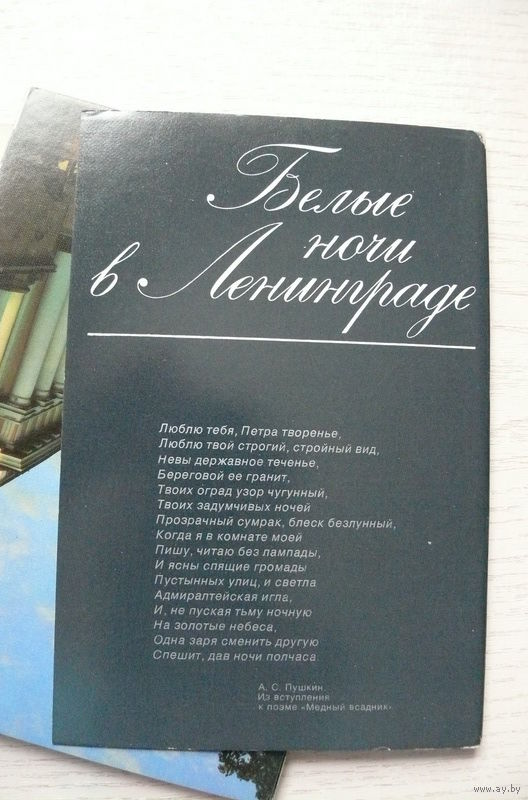 Белые
ночи
в Ленинграде
Люблю тебя, Петра творенье,
Люблю твой строгий, стройный вид,
Невы державное теченье,
Береговой ее гранит,
Твоих оград узор чугунный,
Твоих задумчивых ночей
Прозрачный сумрак, блеск безлунный,
Когда я в комнате моей
Пишу, читаю без лампады,
И ясны спящие громады
Пустынных улиц, и светла
Адмиралтейская игла,
И, не пуская тьму ночную
На золотые небеса,
Одна заря сменить другую
Спешит, дав ночи полчаса.
А. С. Пушкин.
Из вступления
к поэме «Медный всадник»
www.ay.by